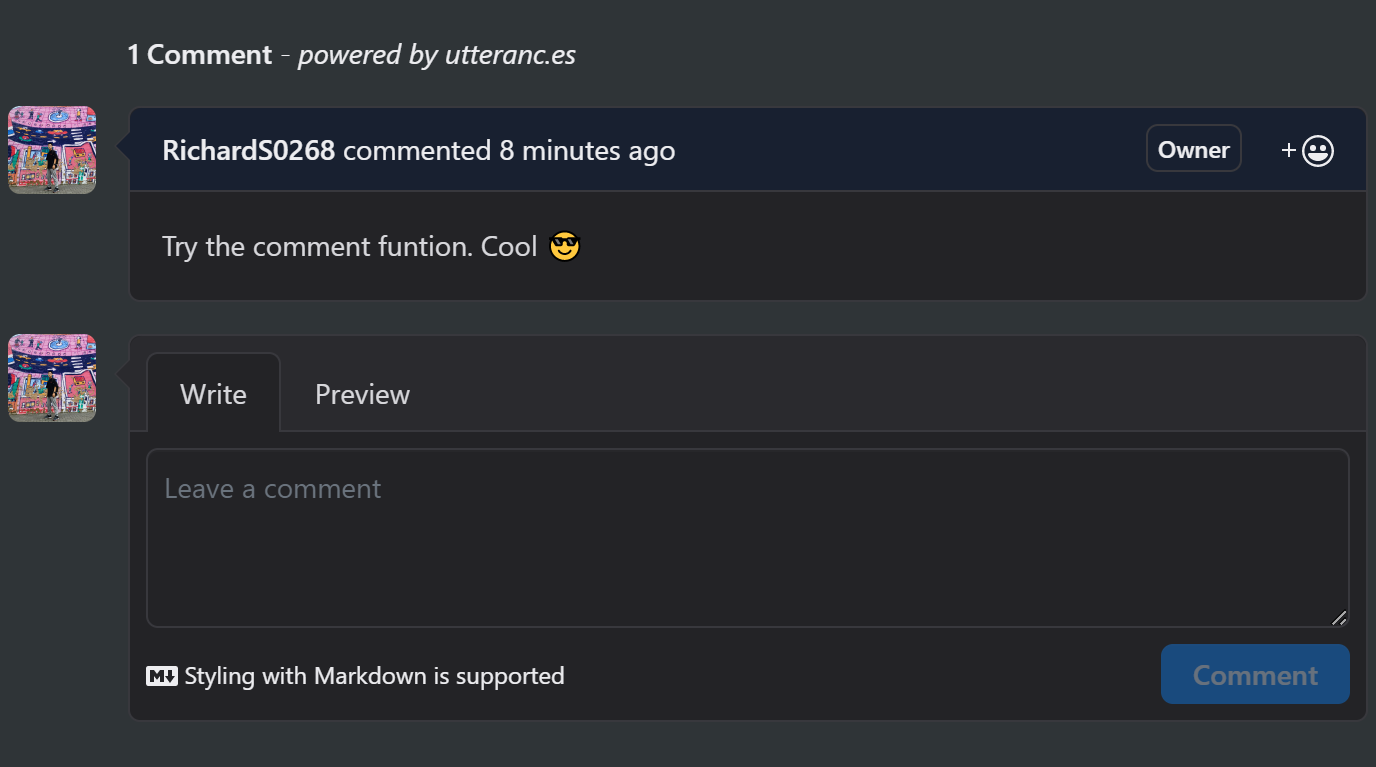 1 Comment - powered by utteranc.es
RichardS0268 commented 8 minutes ago
Owner
+
Try the comment funtion. Cool 😎
Write
Preview
Leave a comment
M↓ Styling with Markdown is supported
Comment